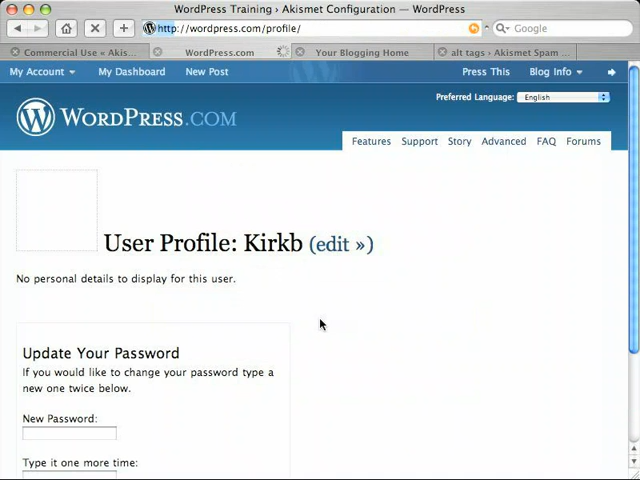 WordPress Training › Akismet Configuration — WordPress
http://wordpress.com/profile/
Google
Commercial Use « Akis...
WordPress.com
Your Blogging Home
alt tags › Akismet Spam ...
My Account
My Dashboard
New Post
Press This
Blog Info
Preferred Language:
English
WORDPRESS.COM
Features
Support
Story
Advanced
FAQ
Forums
User Profile: Kirkb (edit »)
No personal details to display for this user.
Update Your Password
If you would like to change your password type a
new one twice below.
New Password:
Type it one more time: